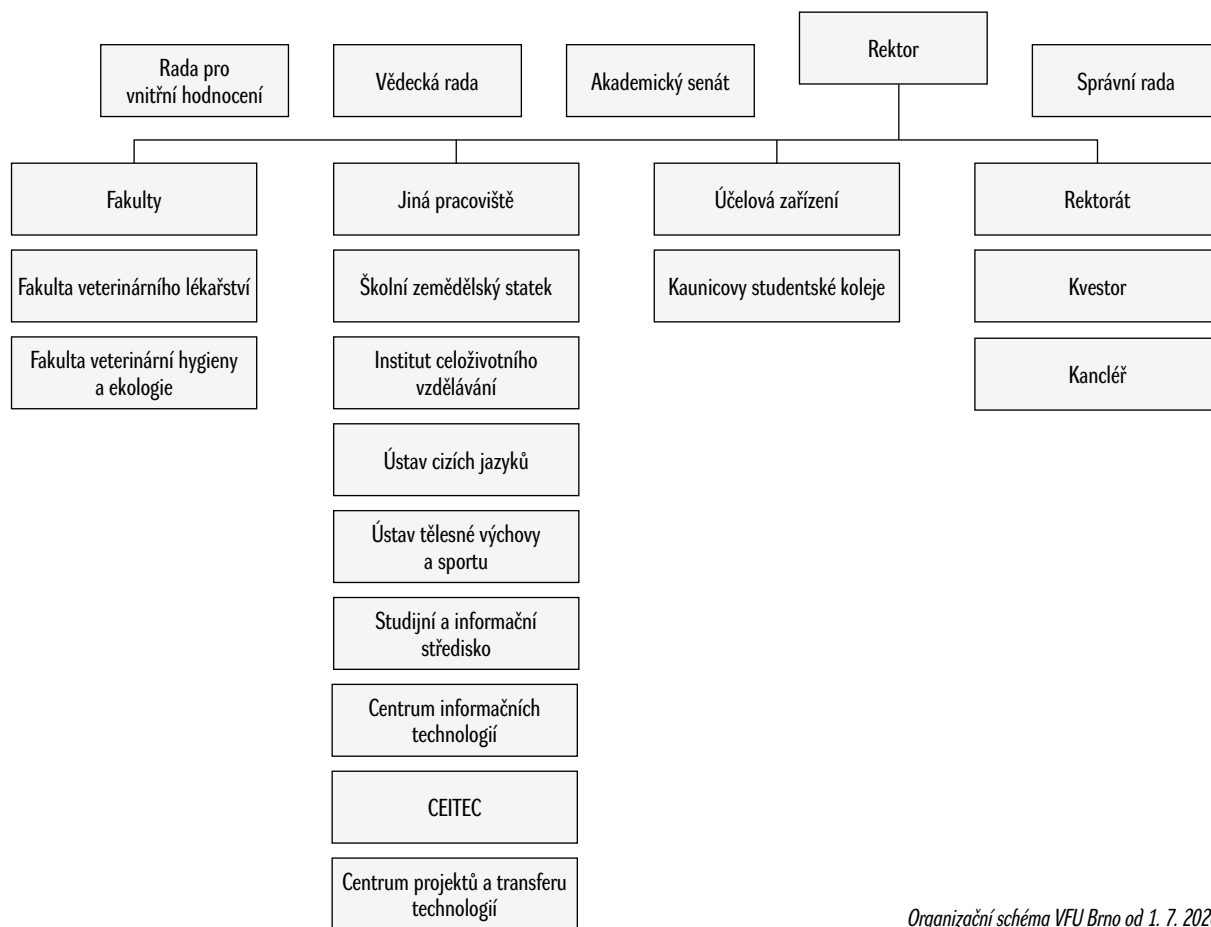 Rektor
Rada pro
vnitřní hodnocení
Vědecká rada
Akademický senát
Správní rada
Fakulty
Jiná pracoviště
Účelová zařízení
Rektorát
Fakulta veterinárního lékařství
Školní zemědělský statek
Kaunicovy studentské koleje
Kvestor
Fakulta veterinární hygieny
a ekologie
Institut celoživotního
vzdělávání
Kancléř
Ústav cizích jazyků
Ústav tělesné výchovy
a sportu
Studijní a informační
středisko
Centrum informačních
technologií
CEITEC
Centrum projektů a transferu
technologií
Organizační schéma VFU Brno od 1. 7. 2020